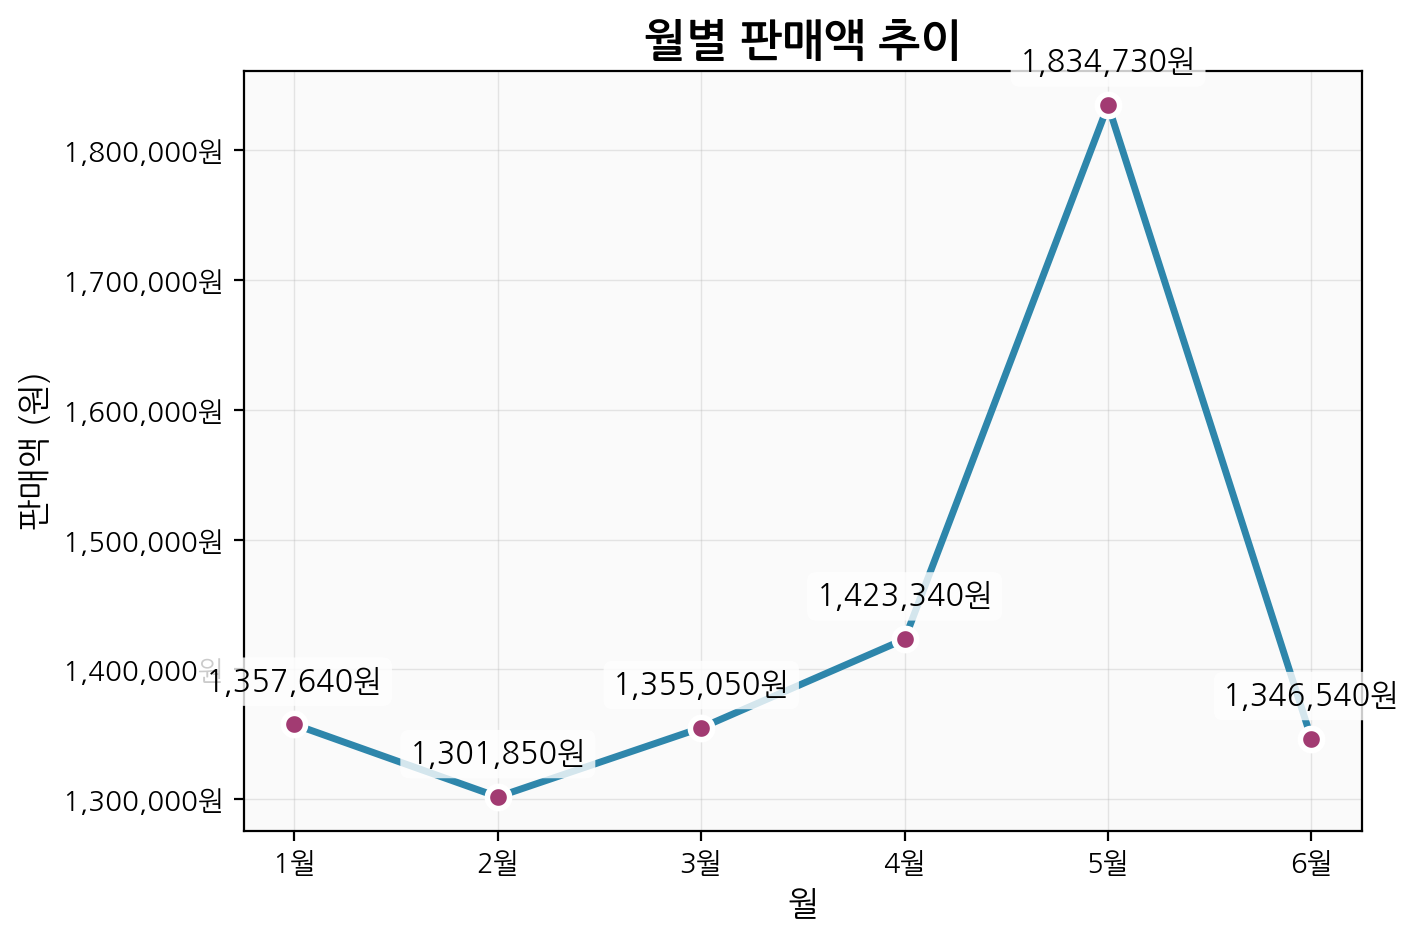 월별 판매액 추이
1,834,730원
1,800,000원
1,700,000원
1,600,000원
1,500,000원
1,423,340원
1,400,000원
1,357,640원
1,355,050원
1,346,540원
1,301,850원
1,300,000원
판매액 (원)
1월 2월 3월 4월 5월 6월
월